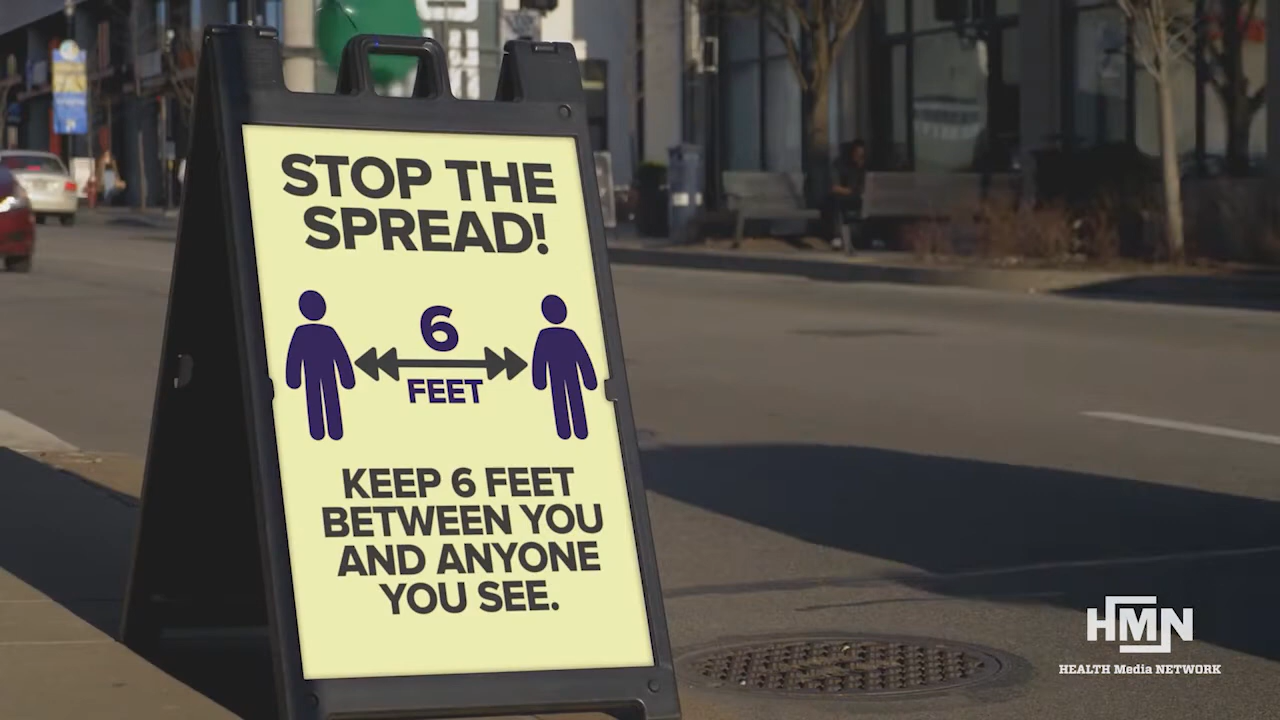 STOP THE
SPREAD!
6
FEET
KEEP 6 FEET
BETWEEN YOU
AND ANYONE
YOU SEE.
HMN
HEALTH Media NETWORK